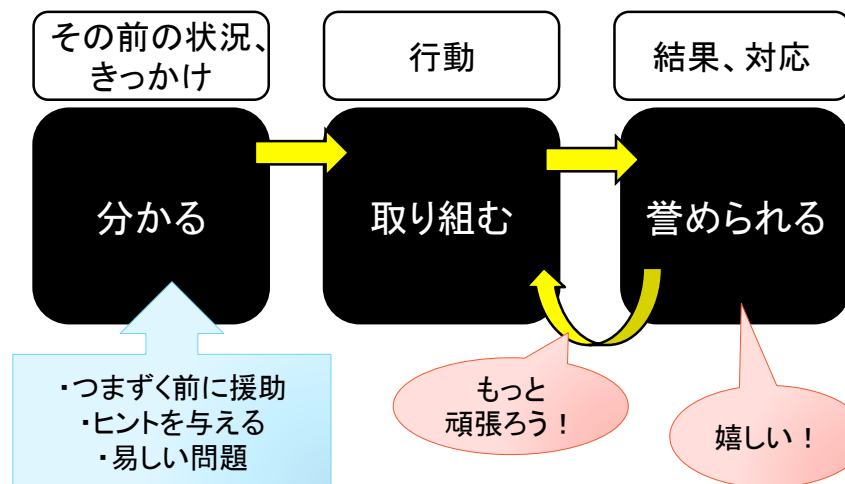 その前の状況、
きっかけ
行動
結果、対応
分かる
取り組む
誉められる
・つまずく前に援助
・ヒントを与える
・易しい問題
もっと
頑張ろう！
嬉しい！